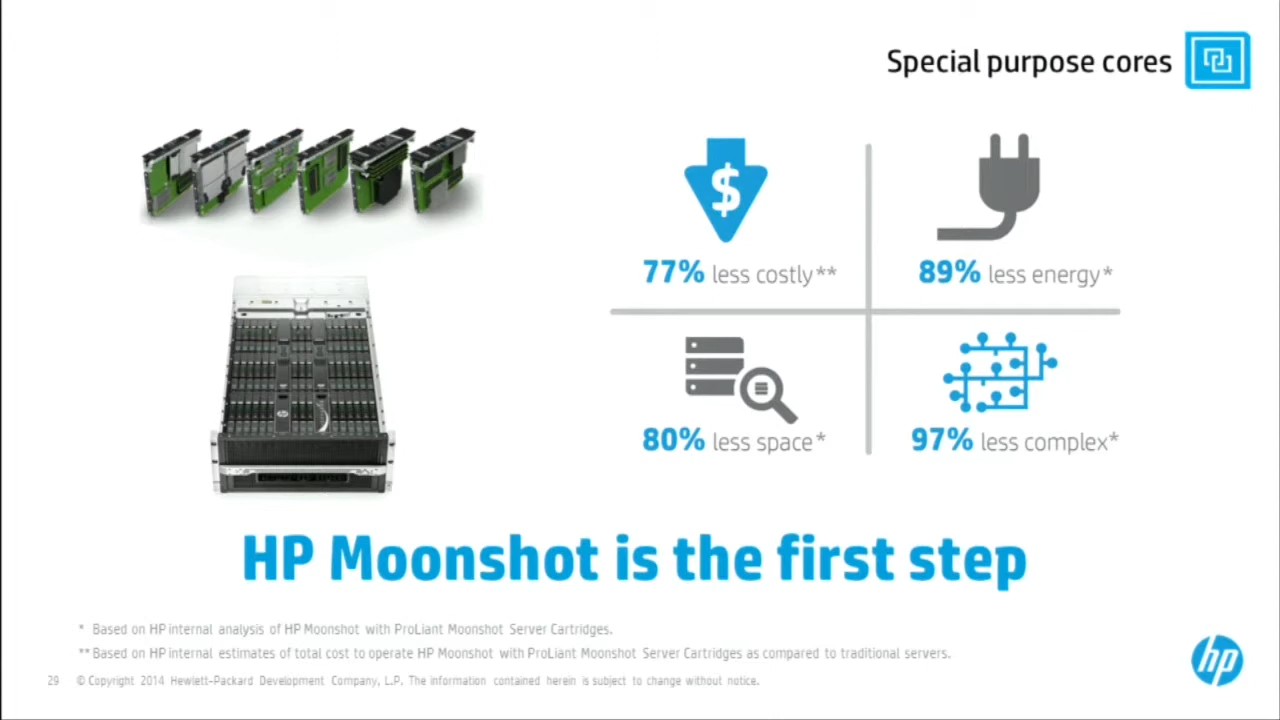 Special purpose cores
$
77% less costly**
89% less energy*
80% less space*
97% less complex*
HP Moonshot is the first step
* Based on HP internal analysis of HP Moonshot with ProLiant Moonshot Server Cartridges.
** Based on HP internal estimates of total cost to operate HP Moonshot with ProLiant Moonshot Server Cartridges as compared to traditional servers.
29 © Copyright 2014 Hewlett-Packard Development Company, L.P. The information contained herein is subject to change without notice.
hp